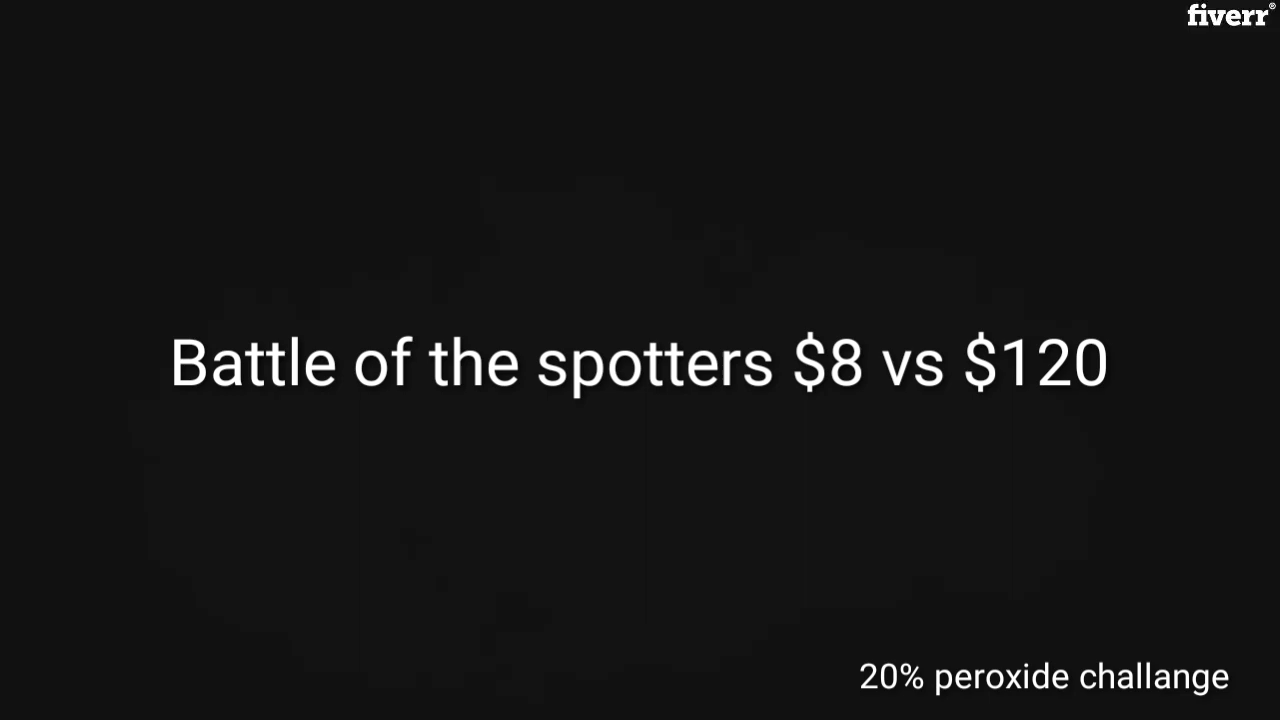 fiverr®
Battle of the spotters $8 vs $120
20% peroxide challange